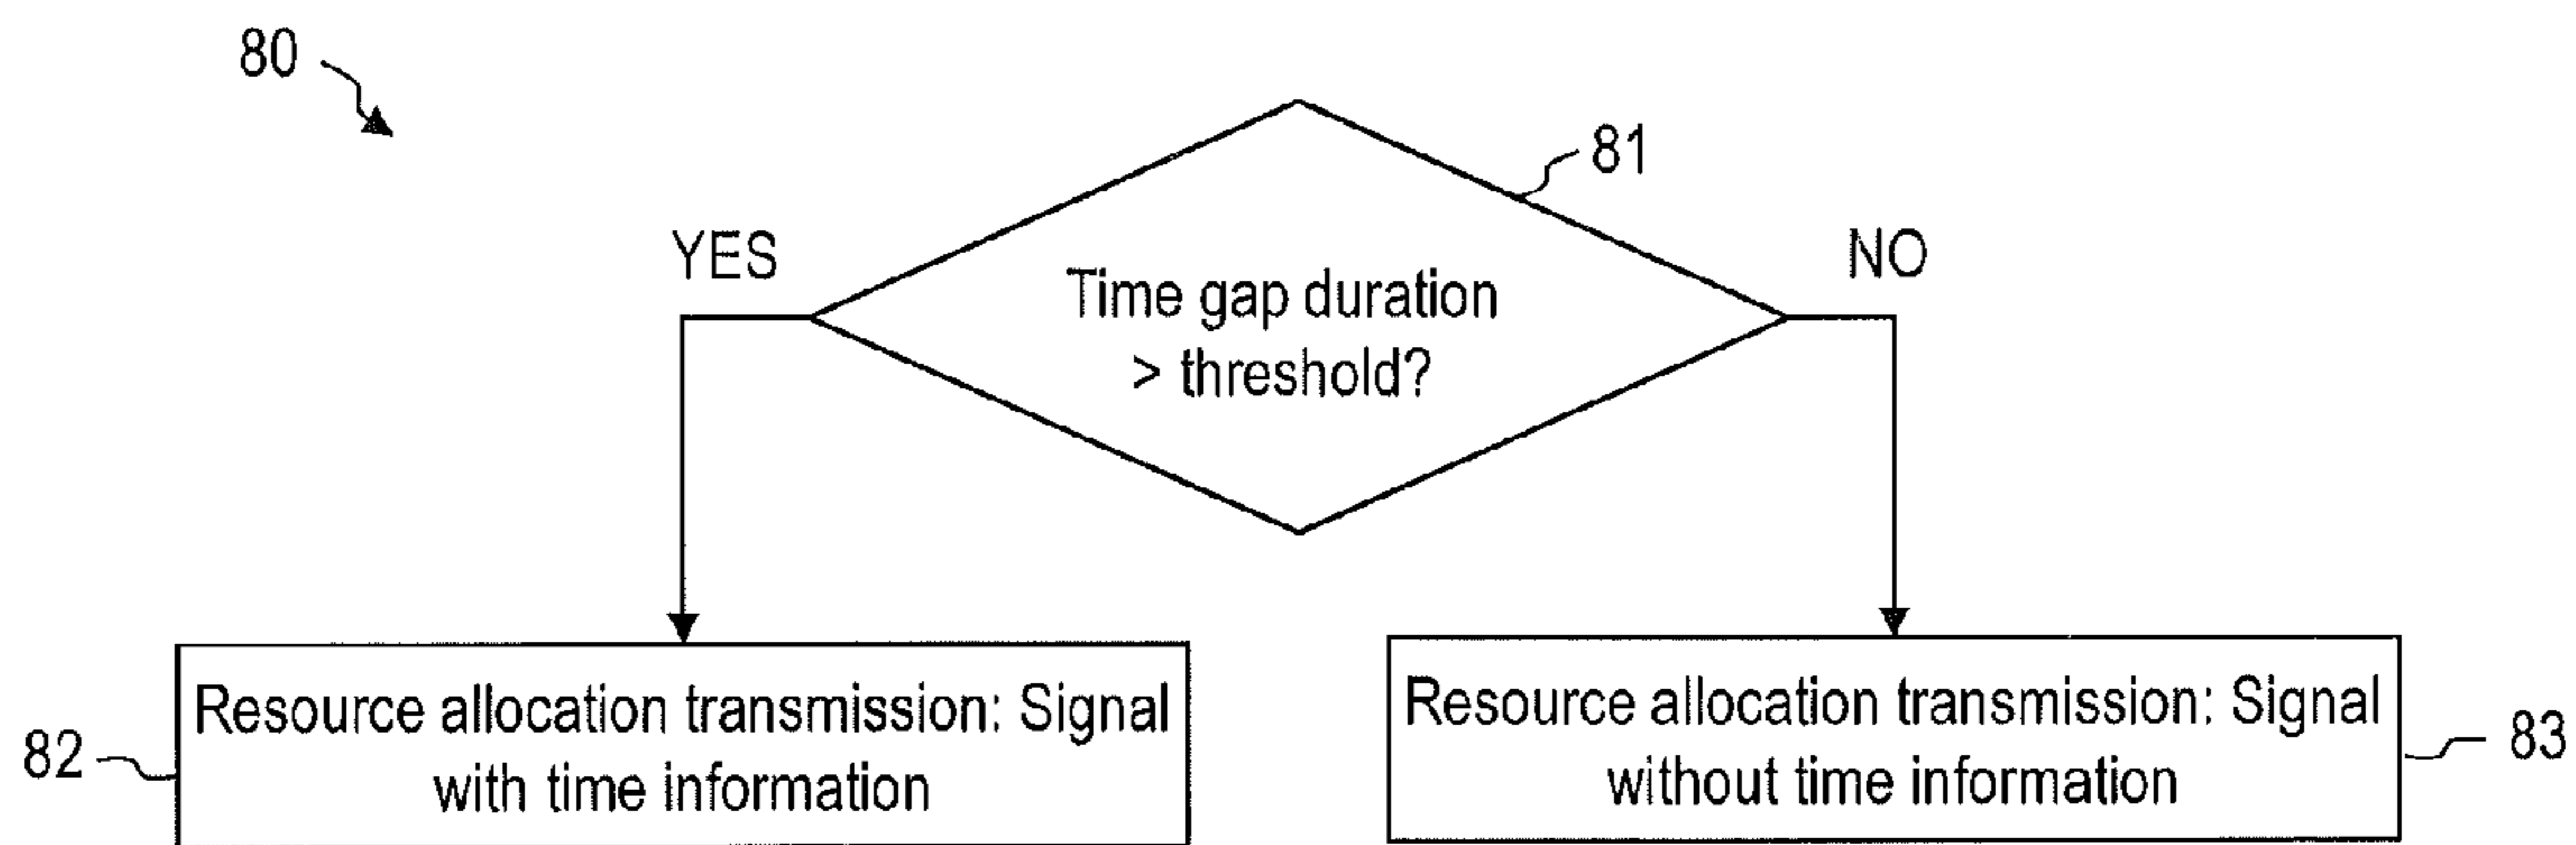 80
81
YES
NO
Time gap duration
> threshold?
Resource allocation transmission: Signal
with time information
82
Resource allocation transmission: Signal
without time information
83